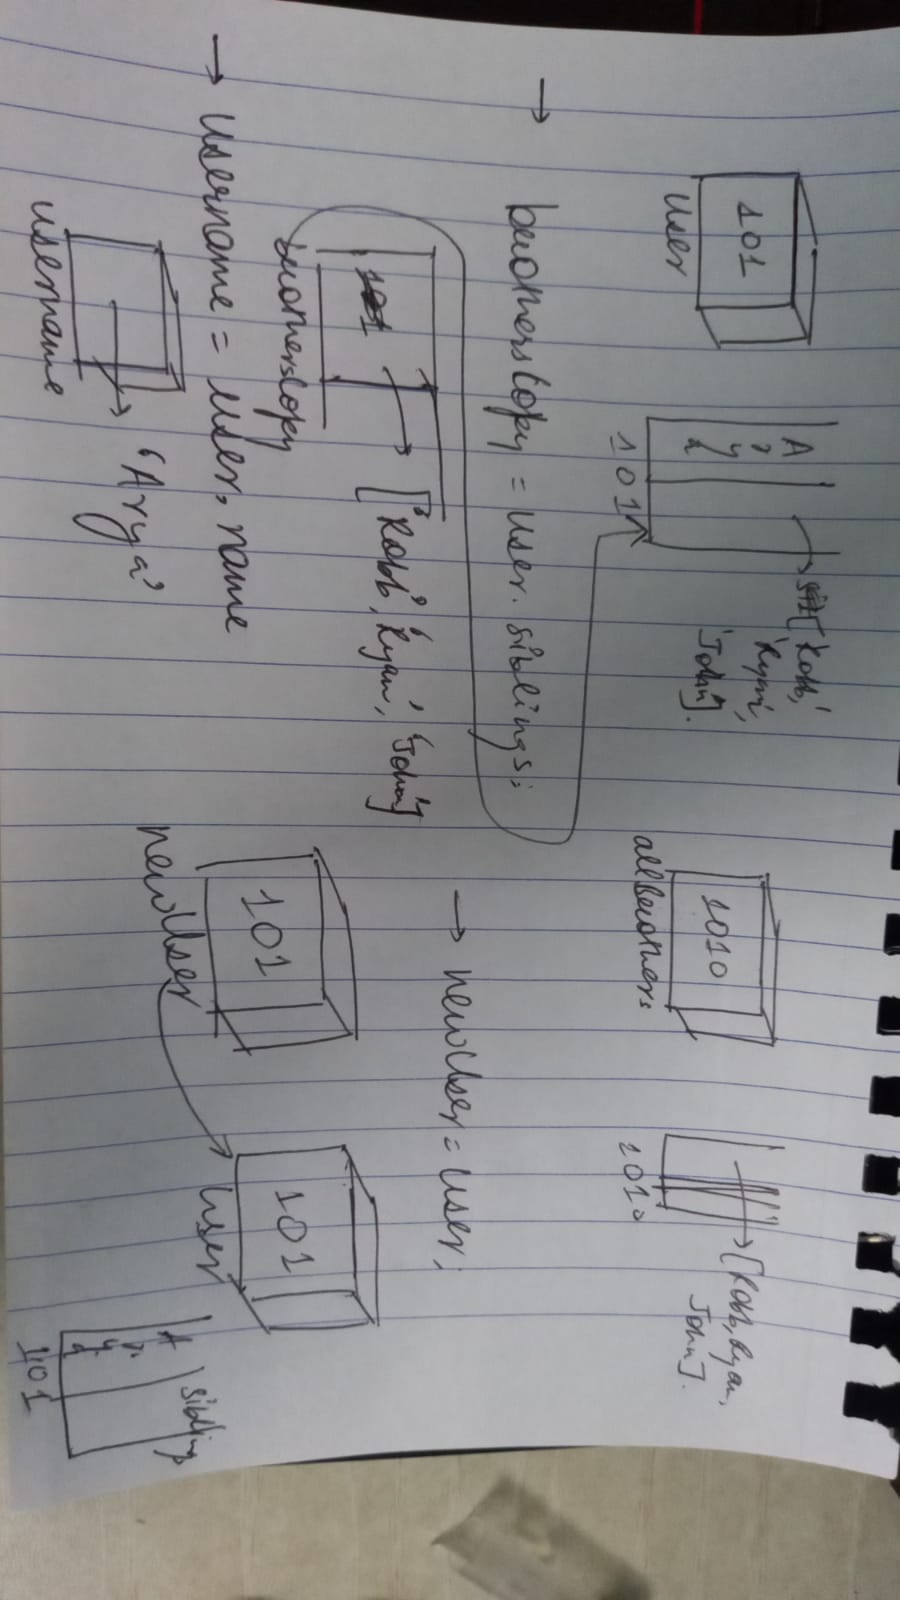 101
user
A
r
y
a
101
['Robb',
'Ryan',
'John'].
1010
allBrothers
1010
[Robb, Ryan,
John].
→ brothersCopy = user.siblings;
101
['Robb', 'Ryan', 'John']
brothersCopy
→ username = user.name
'Arya'
username
→ newUser = user;
101
newUser
101
user
A
r
y
a
sibling
101